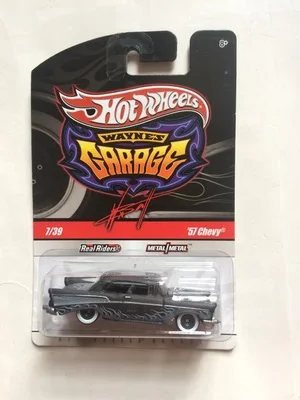 Hot Wheels
WAYNE'S
GARAGE
7/39
'57 Chevy®
Real Riders
METAL/METAL